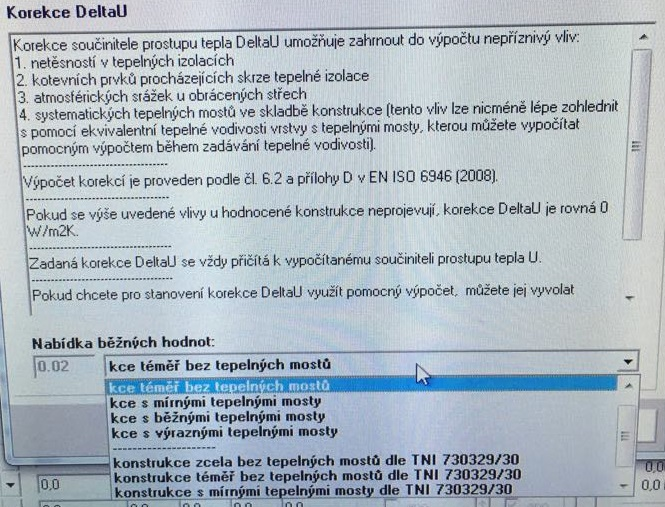 Korekce DeltaU
Korekce součinitele prostupu tepla DeltaU umožňuje zahrnout do výpočtu nepříznivý vliv:
1. netěsností v tepelných izolacích
2. kotevních prvků procházejících skrze tepelné izolace
3. atmosférických srážek u obrácených střech
4. systematických tepelných mostů ve skladbě konstrukce (tento vliv lze nicméně lépe zohlednit
s pomocí ekvivalentní tepelné vodivosti vrstvy s tepelnými mosty, kterou můžete vypočítat
pomocným výpočtem během zadávání tepelné vodivosti).
----------------------------
Výpočet korekcí je proveden podle čl. 6.2 a přílohy D v EN ISO 6946 (2008).
----------------------------
Pokud se výše uvedené vlivy u hodnocené konstrukce neprojevují, korekce DeltaU je rovná 0
W/m2K.
----------------------------
Zadaná korekce DeltaU se vždy přičítá k vypočítanému součiniteli prostupu tepla U.
----------------------------
Pokud chcete pro stanovení korekce DeltaU využít pomocný výpočet, můžete jej vyvolat
Nabídka běžných hodnot:
0.02 kce téměř bez tepelných mostů
kce téměř bez tepelných mostů
kce s mírnými tepelnými mosty
kce s běžnými tepelnými mosty
kce s výraznými tepelnými mosty
----------------------
konstrukce zcela bez tepelných mostů dle TNI 730329/30
konstrukce téměř bez tepelných mostů dle TNI 730329/30
konstrukce s mírnými tepelnými mosty dle TNI 730329/30
0,0
0,0
0,0